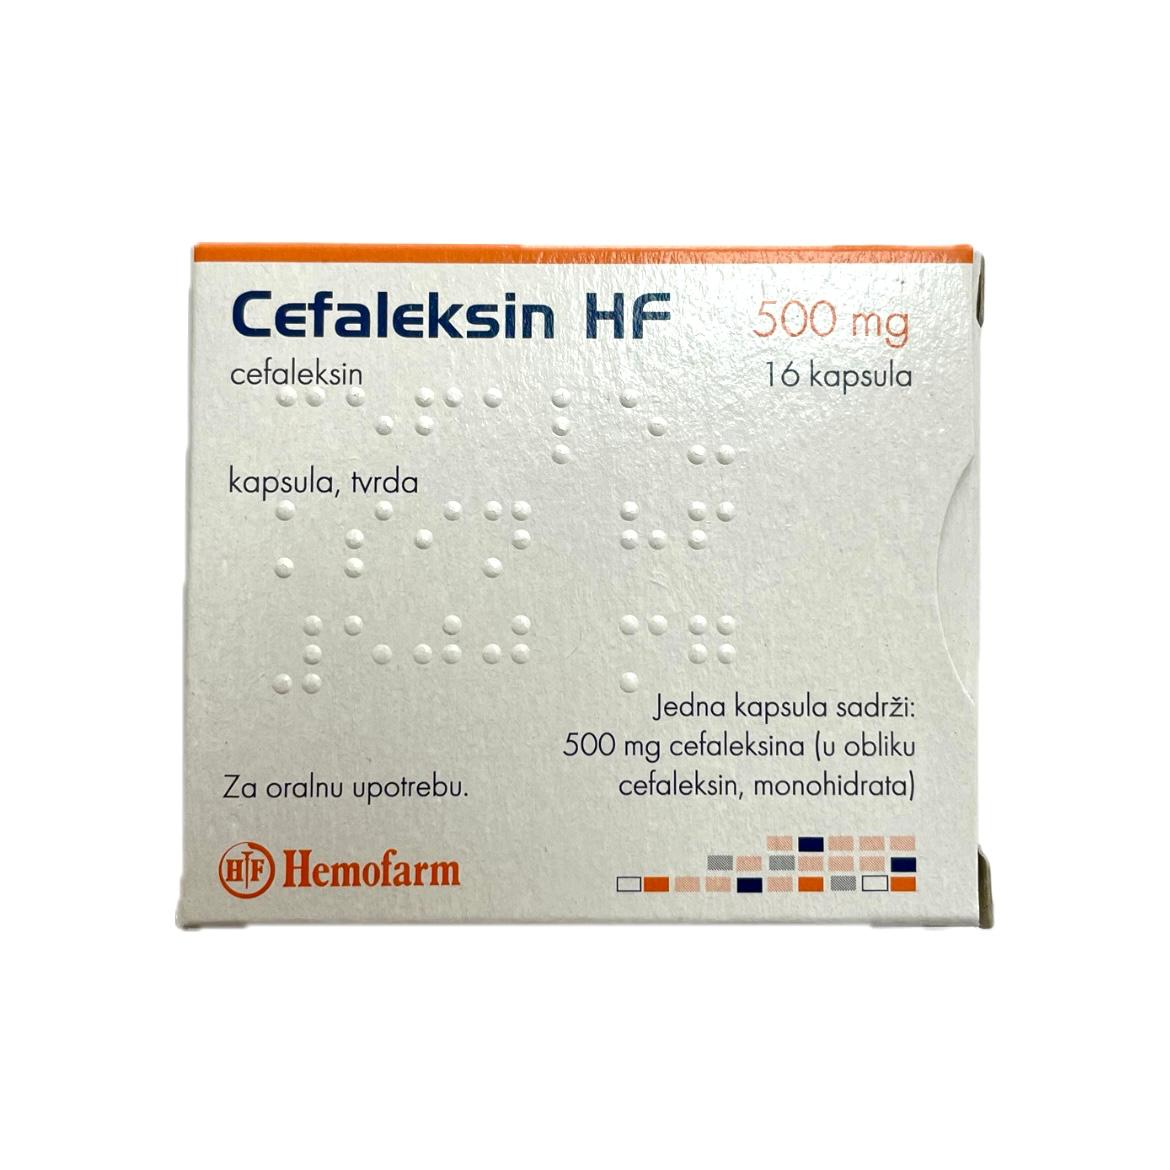 Cefaleksin HF 500 mg
cefaleksin 16 kapsula
kapsula, tvrda
Jedna kapsula sadrži:
500 mg cefaleksina (u obliku
cefaleksin, monohidrata)
Za oralnu upotrebu.
HF Hemofarm